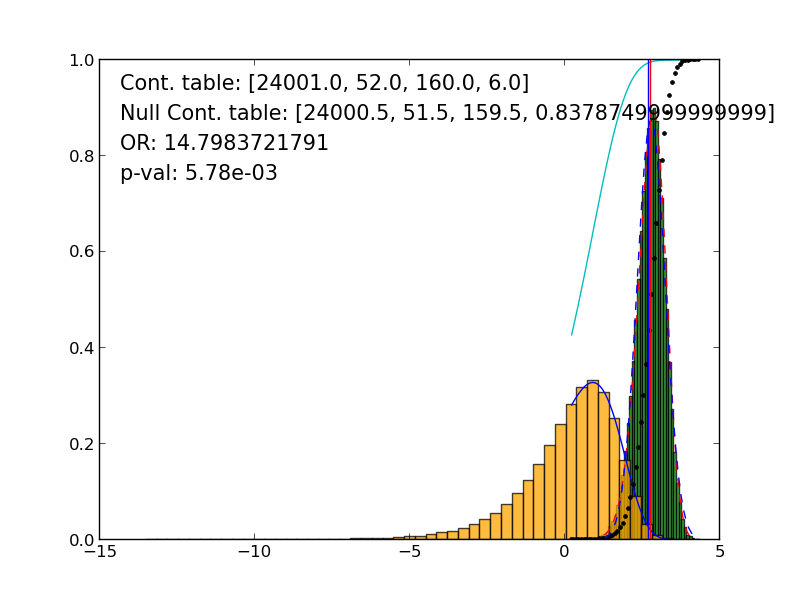 Cont. table: [24001.0, 52.0, 160.0, 6.0]
Null Cont. table: [24000.5, 51.5, 159.5, 0.8378749999999999]
OR: 14.7983721791
p-val: 5.78e-03
1.0
0.8
0.6
0.4
0.2
0.0
−15 −10 −5 0 5